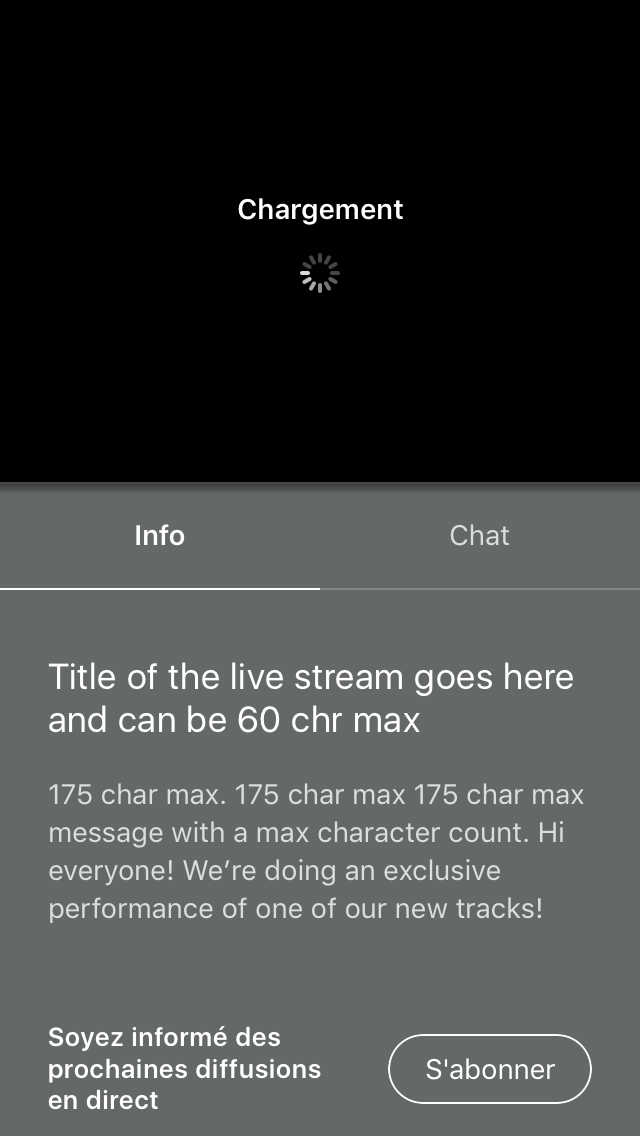 Chargement
Info
Chat
Title of the live stream goes here
and can be 60 chr max
175 char max. 175 char max 175 char max
message with a max character count. Hi
everyone! We’re doing an exclusive
performance of one of our new tracks!
Soyez informé des
prochaines diffusions
en direct
S'abonner